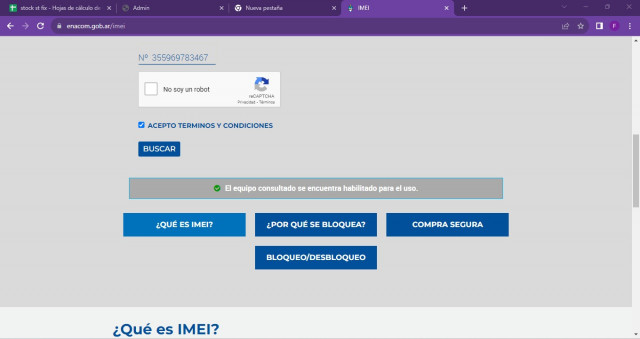 stock st fix - Hojas de cálculo de
Admin
Nueva pestaña
IMEI
enacom.gob.ar/imei
Nº 355969783467
No soy un robot
reCAPTCHA
Privacidad - Términos
ACEPTO TERMINOS Y CONDICIONES
BUSCAR
El equipo consultado se encuentra habilitado para el uso.
¿QUÉ ES IMEI?
¿POR QUÉ SE BLOQUEA?
COMPRA SEGURA
BLOQUEO/DESBLOQUEO
¿Qué es IMEI?